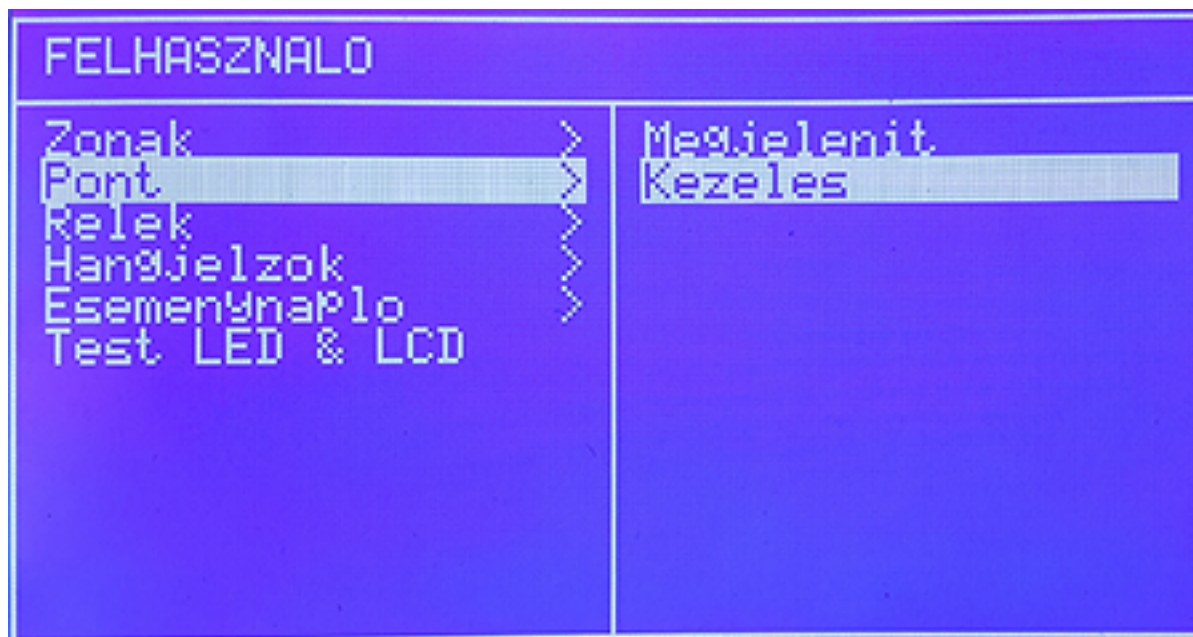 FELHASZNALO
Zonak >
Pont >
Relek >
Hangjelzok >
Esemenynaplo >
Test LED & LCD
Megjelenit
Kezeles